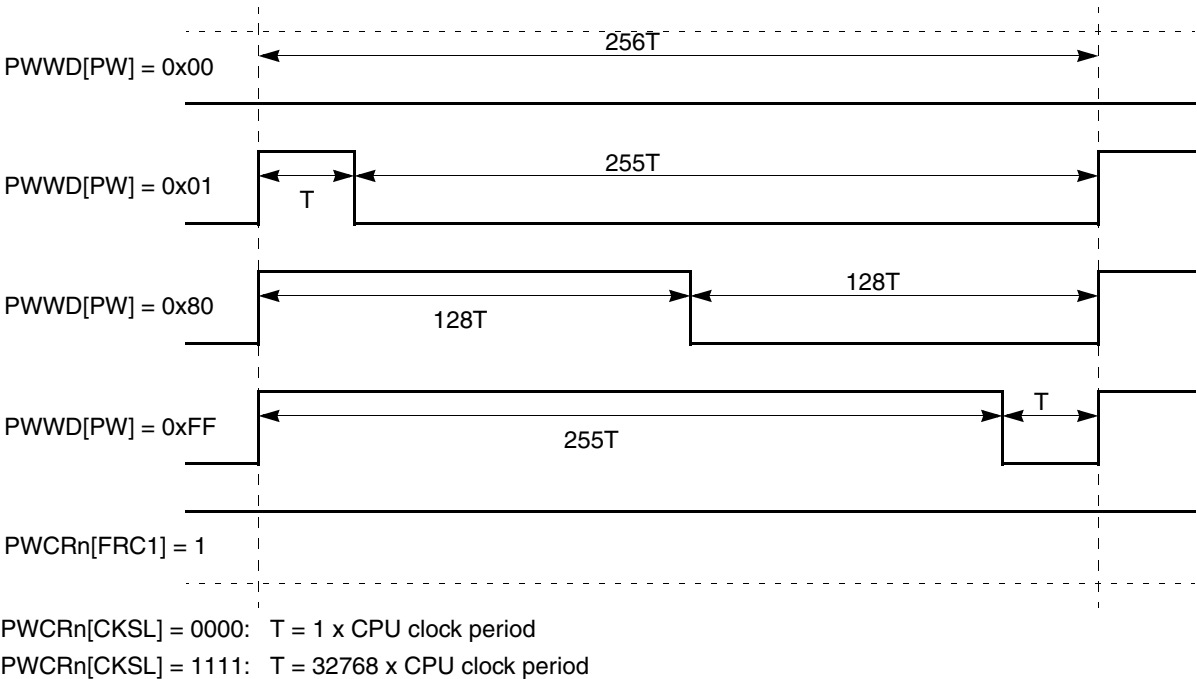 256T
PWWD[PW] = 0x00
255T
PWWD[PW] = 0x01
T
128T
PWWD[PW] = 0x80
128T
T
PWWD[PW] = 0xFF
255T
PWCRn[FRC1] = 1
PWCRn[CKSL] = 0000: T = 1 x CPU clock period
PWCRn[CKSL] = 1111: T = 32768 x CPU clock period